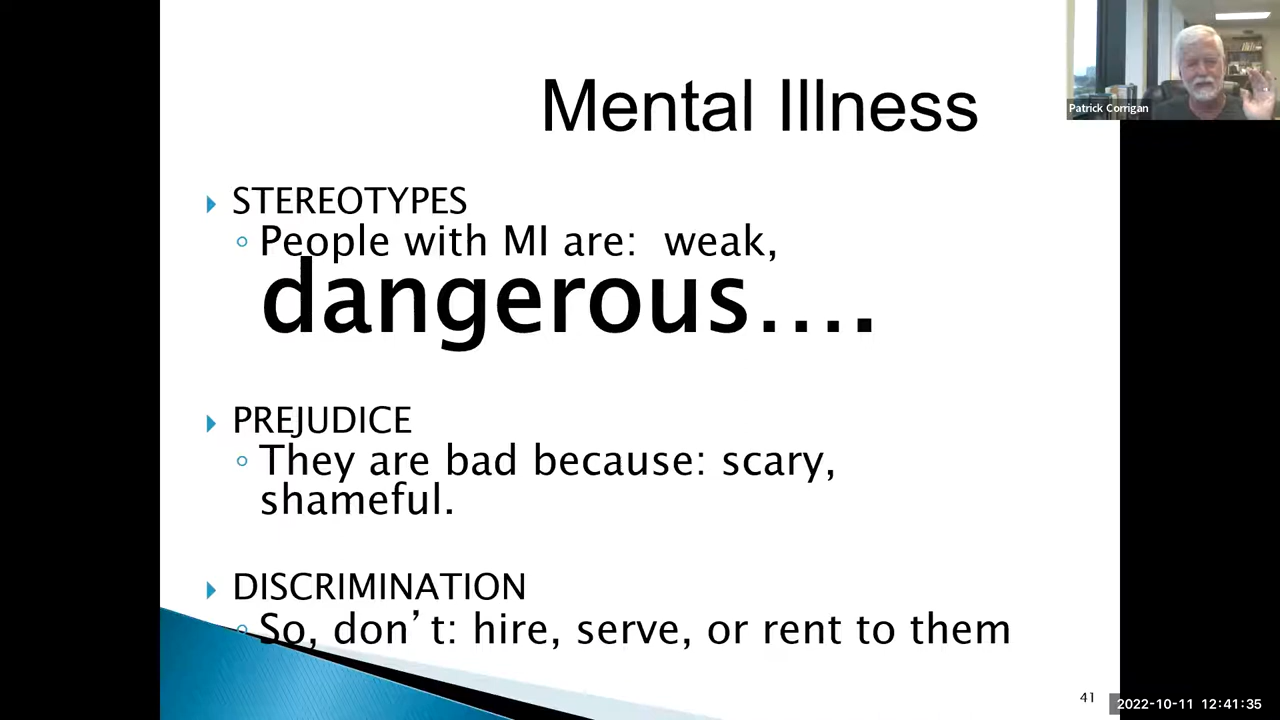 Mental Illness
Patrick Corrigan
STEREOTYPES
People with MI are:  weak,
dangerous....
PREJUDICE
They are bad because: scary,
shameful.
DISCRIMINATION
So, don’t: hire, serve, or rent to them
41
2022-10-11 12:41:35